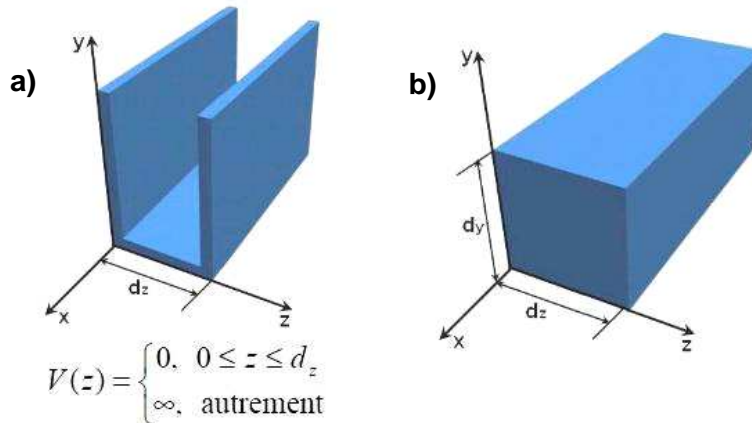 a)
y
x
z
dz
V(z) = { 0, 0 ≤ z ≤ dz
∞, autrement
b)
y
dy
dz
x
z